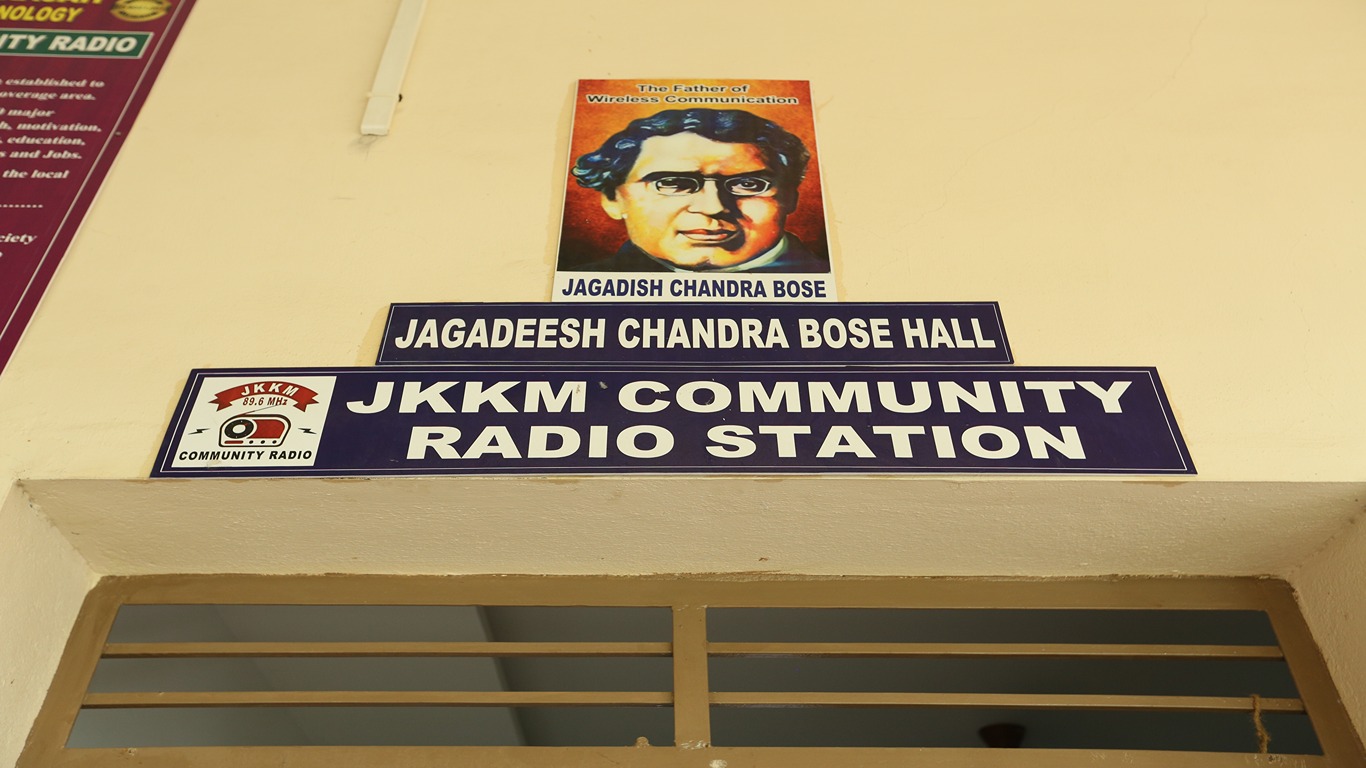 NOLOGY
ITY RADIO
established to
overage area.
major
h, motivation,
education,
s and Jobs.
the local
ciety
The Father of
Wireless Communication
JAGADISH CHANDRA BOSE
JAGADEESH CHANDRA BOSE HALL
JKKM
89.6 MHz
COMMUNITY RADIO
JKKM COMMUNITY
RADIO STATION